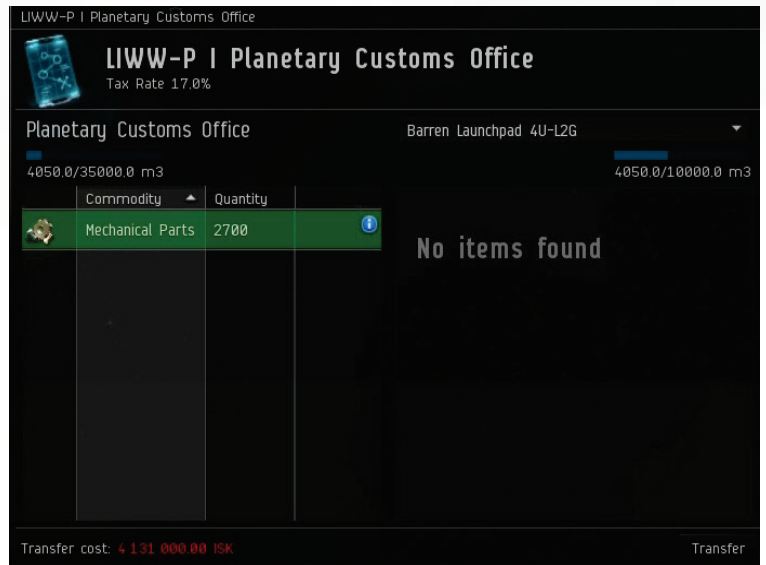 LIWW-P I Planetary Customs Office
LIWW-P I Planetary Customs Office
Tax Rate 17.0%
Planetary Customs Office
Barren Launchpad 4U-L2G
4050.0/35000.0 m3
4050.0/10000.0 m3
Commodity Quantity
Mechanical Parts 2700
No items found
Transfer cost: 4 131 000.00 ISK
Transfer